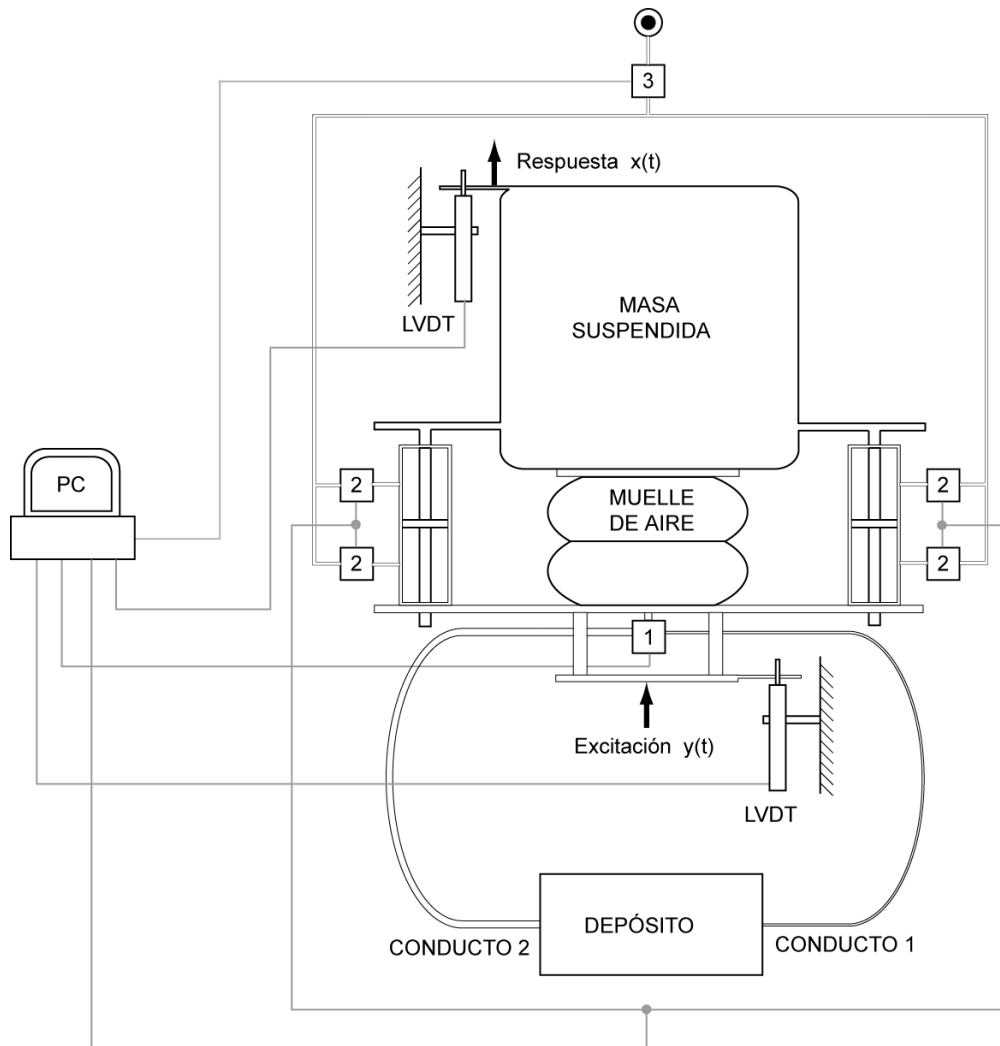 3
Respuesta x(t)
MASA
SUSPENDIDA
LVDT
PC
2
2
MUELLE
DE AIRE
2
2
1
Excitación y(t)
LVDT
DEPÓSITO
CONDUCTO 2
CONDUCTO 1